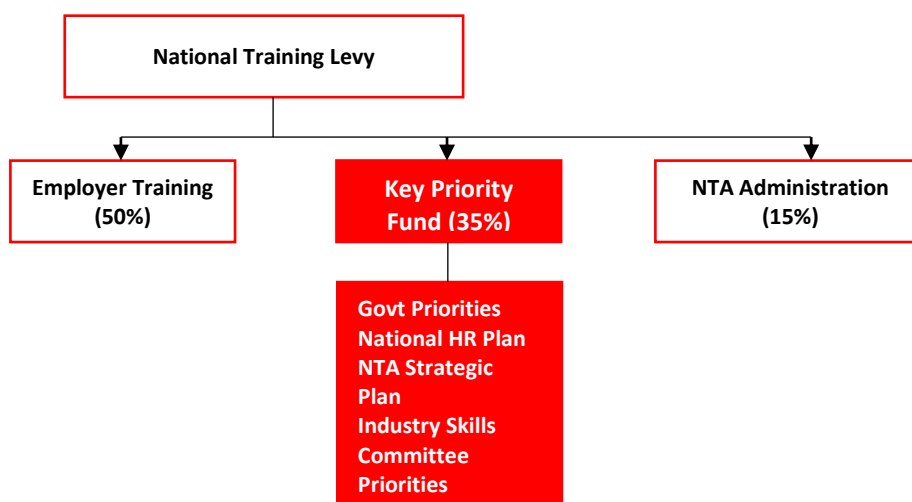 National Training Levy
Employer Training
(50%)
Key Priority
Fund (35%)
NTA Administration
(15%)
Govt Priorities
National HR Plan
NTA Strategic
Plan
Industry Skills
Committee
Priorities